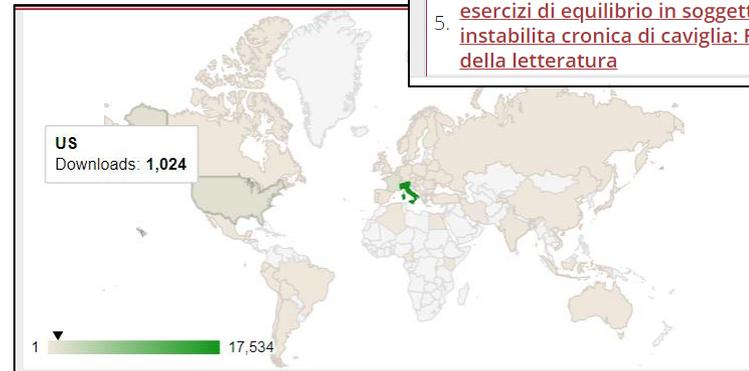 esercizi di equilibrio in soggett
5.
instabilita cronica di caviglia: F
della letteratura
US
Downloads: 1,024
1
17,534